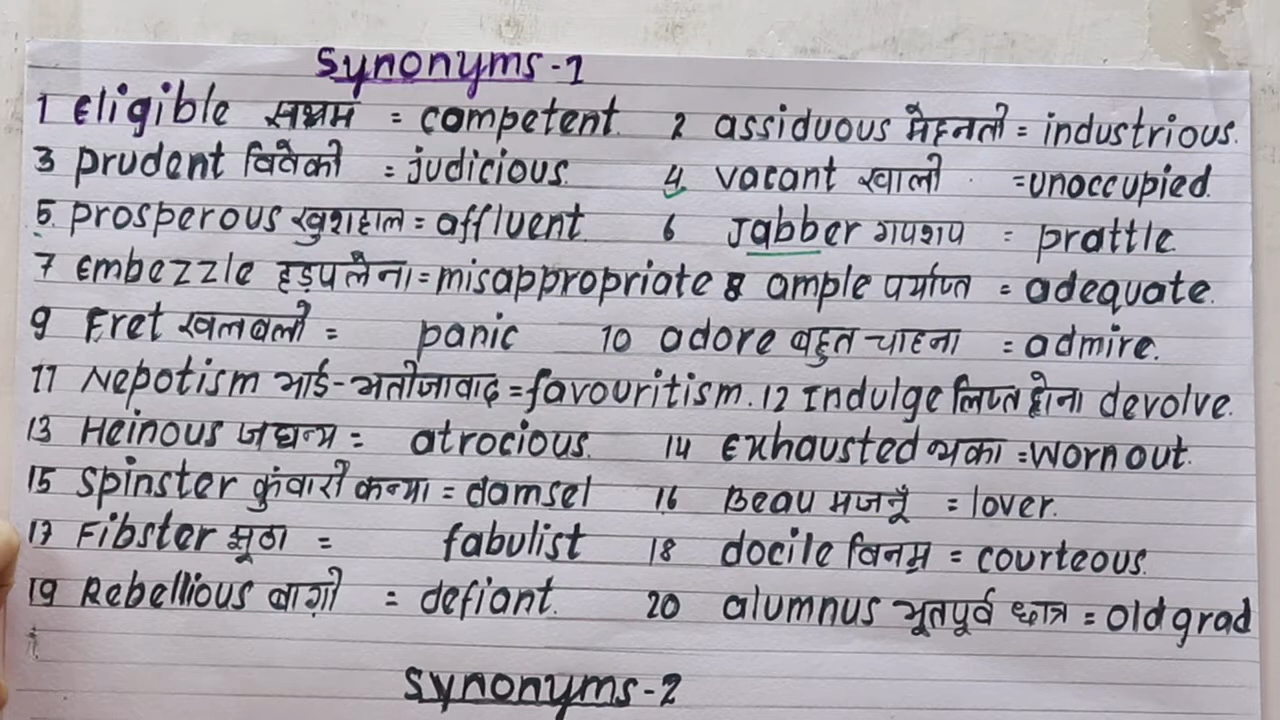 Synonyms-1
1 Eligible सक्षम = competent. 2 assiduous मेहनती = industrious.
3 prudent विवेकी = judicious. 4 vacant खाली = unoccupied.
5. prosperous खुशहाल = affluent. 6 Jabber गपशप = prattle
7 Embezzle हड़पलेना = misappropriate 8 ample पर्याप्त = adequate.
9 Fret खलबली = panic 10 adore बहुत चाहना = admire.
11 Nepotism भाई-भतीजावाद = favouritism. 12 Indulge लिप्त होना devolve.
13 Heinous जघन्य = atrocious. 14 Exhausted थका = Worn out.
15 Spinster कुंवारी कन्या = damsel 16 Beau मजनूँ = lover.
17 Fibster झूठा = fabulist 18 docile विनम्र = courteous.
19 Rebellious बाग़ी = defiant. 20 alumnus भूतपूर्व छात्र = old grad
Synonyms-2